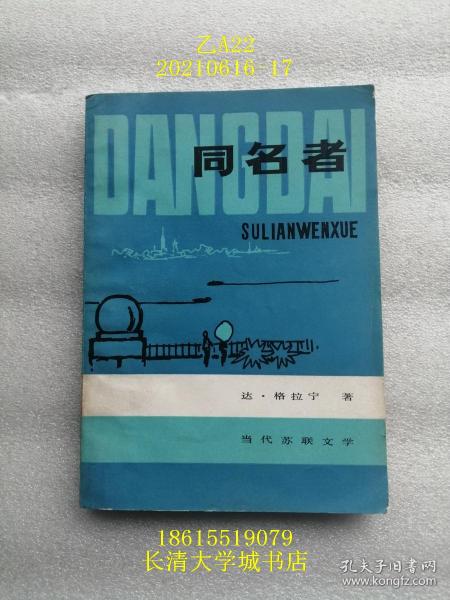 乙A22
20210616-17
DANGDAI
同名者
SULIANWENXUE
达·格拉宁 著
当代苏联文学
18615519079
长清大学城书店
孔夫子旧书网
www.kongfz.com